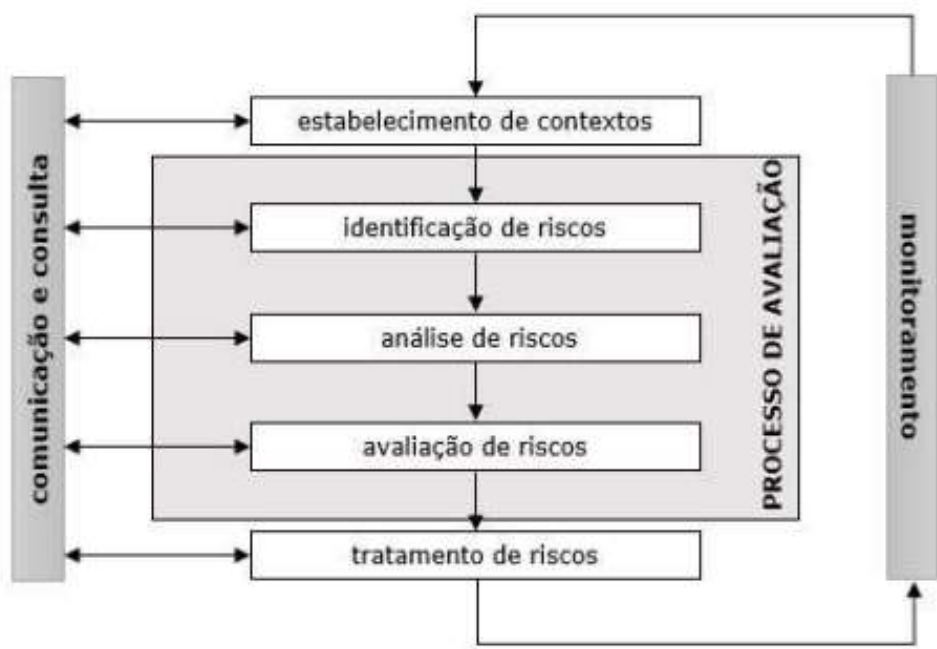 estabelecimento de contextos
comunicação e consulta
PROCESSO DE AVALIAÇÃO
monitoramento
identificação de riscos
análise de riscos
avaliação de riscos
tratamento de riscos